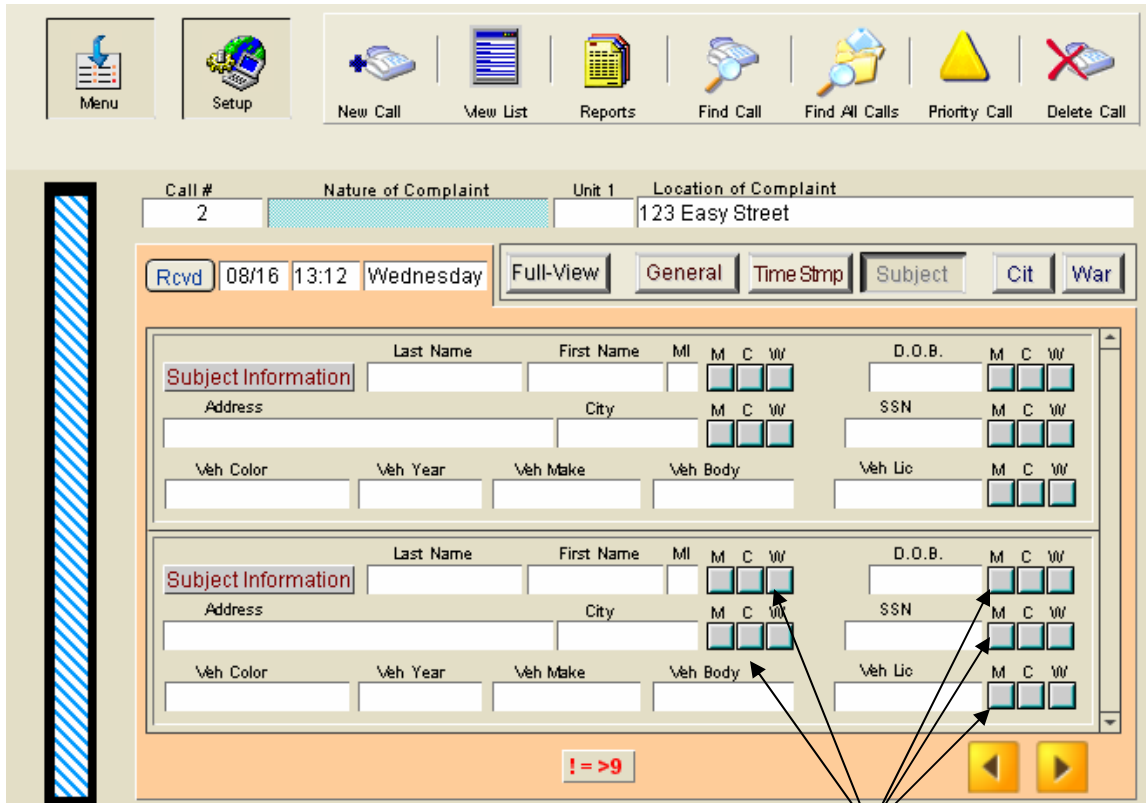 Menu Setup New Call View List Reports Find Call Find All Calls Priority Call Delete Call
Call # Nature of Complaint Unit 1 Location of Complaint
2 123 Easy Street
Rcvd 08/16 13:12 Wednesday Full-View General Time Stmp Subject Cit War
Last Name First Name MI M C W D.O.B. M C W
Subject Information
Address City M C W SSN M C W
Veh Color Veh Year Veh Make Veh Body Veh Lic M C W
Last Name First Name MI M C W D.O.B. M C W
Subject Information
Address City M C W SSN M C W
Veh Color Veh Year Veh Make Veh Body Veh Lic M C W
! = >9